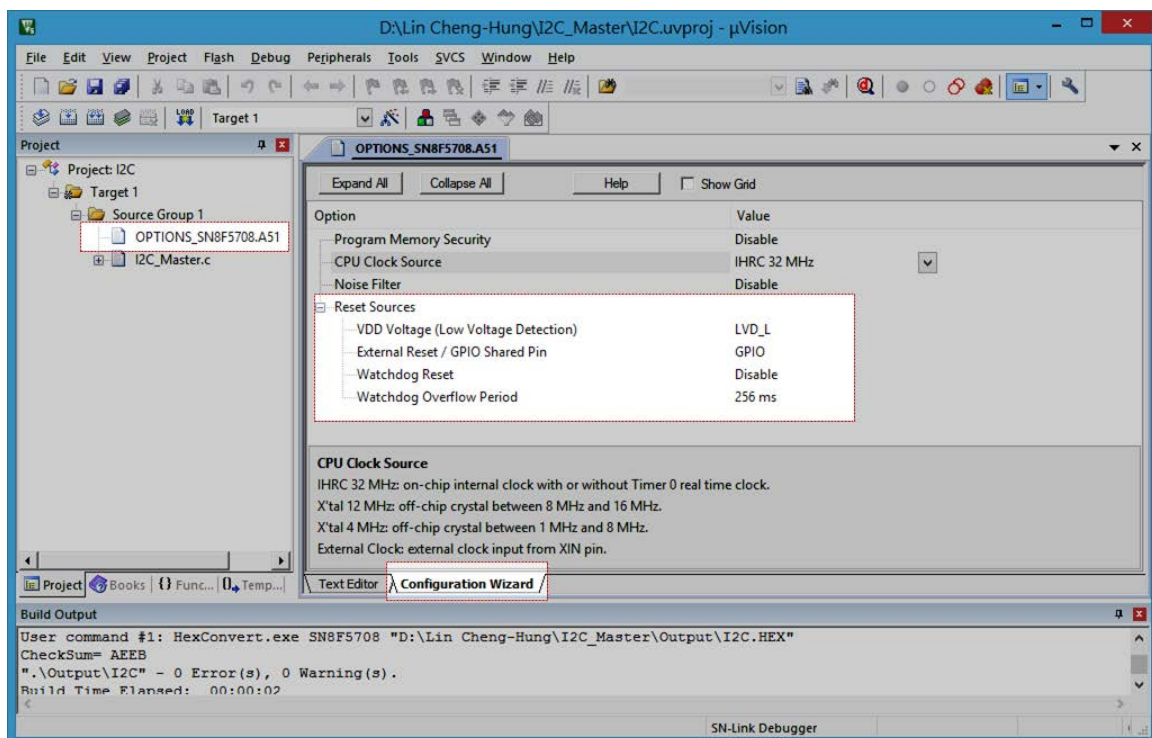 D:\Lin Cheng-Hung\I2C_Master\I2C.uvproj - µVision
File Edit View Project Flash Debug Peripherals Tools SVCS Window Help
LOAD Target 1
Project
OPTIONS_SN8F5708.A51
Project: I2C
Target 1
Source Group 1
OPTIONS_SN8F5708.A51
I2C_Master.c
Expand All Collapse All Help Show Grid
Option Value
Program Memory Security Disable
CPU Clock Source IHRC 32 MHz
Noise Filter Disable
Reset Sources
VDD Voltage (Low Voltage Detection) LVD_L
External Reset / GPIO Shared Pin GPIO
Watchdog Reset Disable
Watchdog Overflow Period 256 ms
CPU Clock Source
IHRC 32 MHz: on-chip internal clock with or without Timer 0 real time clock.
X'tal 12 MHz: off-chip crystal between 8 MHz and 16 MHz.
X'tal 4 MHz: off-chip crystal between 1 MHz and 8 MHz.
External Clock: external clock input from XIN pin.
Project Books {} Func... 0 Temp...
Text Editor Configuration Wizard
Build Output
User command #1: HexConvert.exe SN8F5708 "D:\Lin Cheng-Hung\I2C_Master\Output\I2C.HEX"
CheckSum= AEEB
".\Output\I2C" - 0 Error(s), 0 Warning(s).
Build Time Elapsed: 00:00:02
SN-Link Debugger